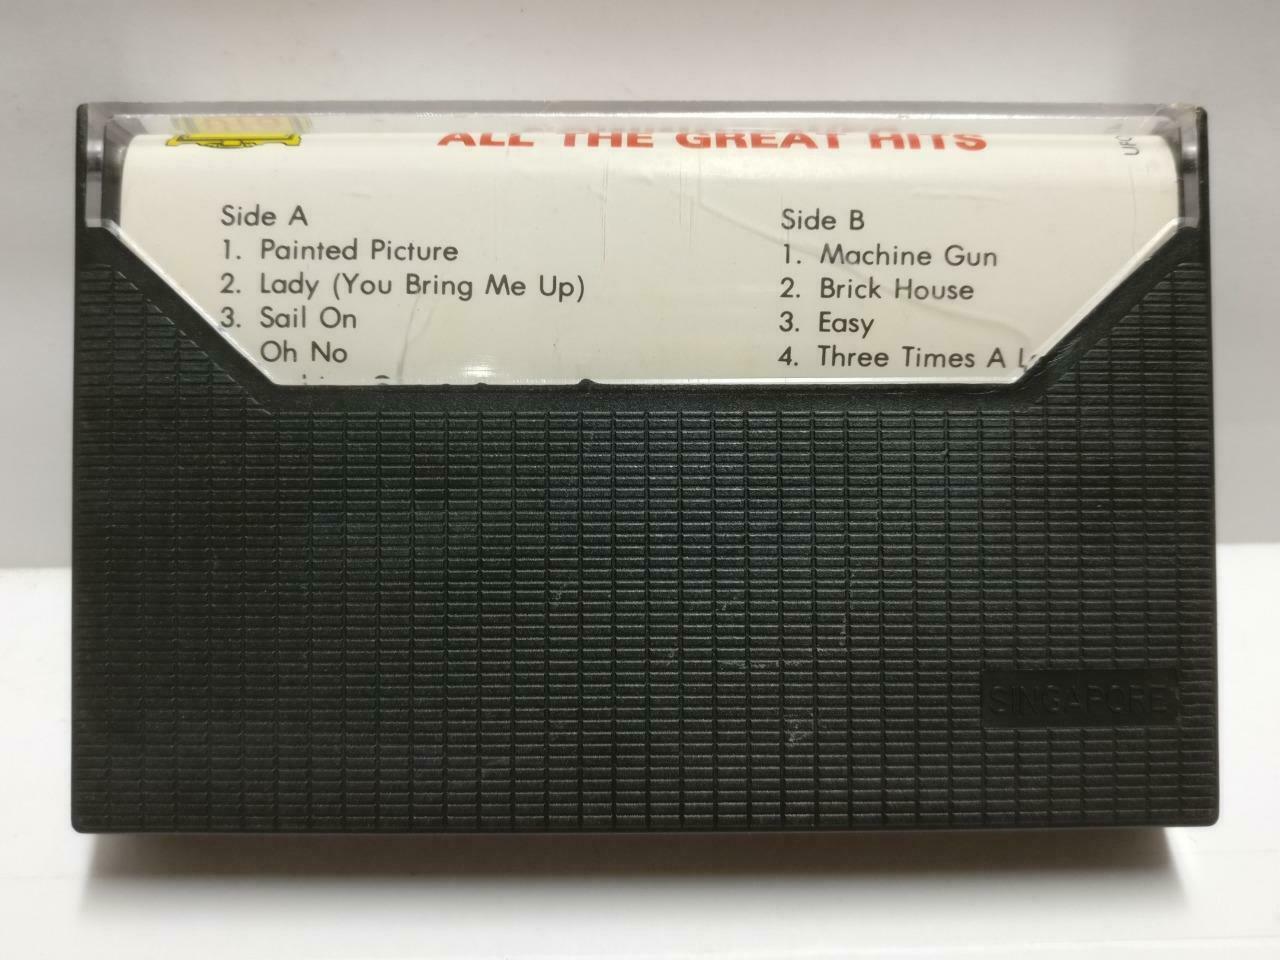 ALL THE GREAT HITS
Side A
1. Painted Picture
2. Lady (You Bring Me Up)
3. Sail On
Oh No
Side B
1. Machine Gun
2. Brick House
3. Easy
4. Three Times A
SINGAPORE